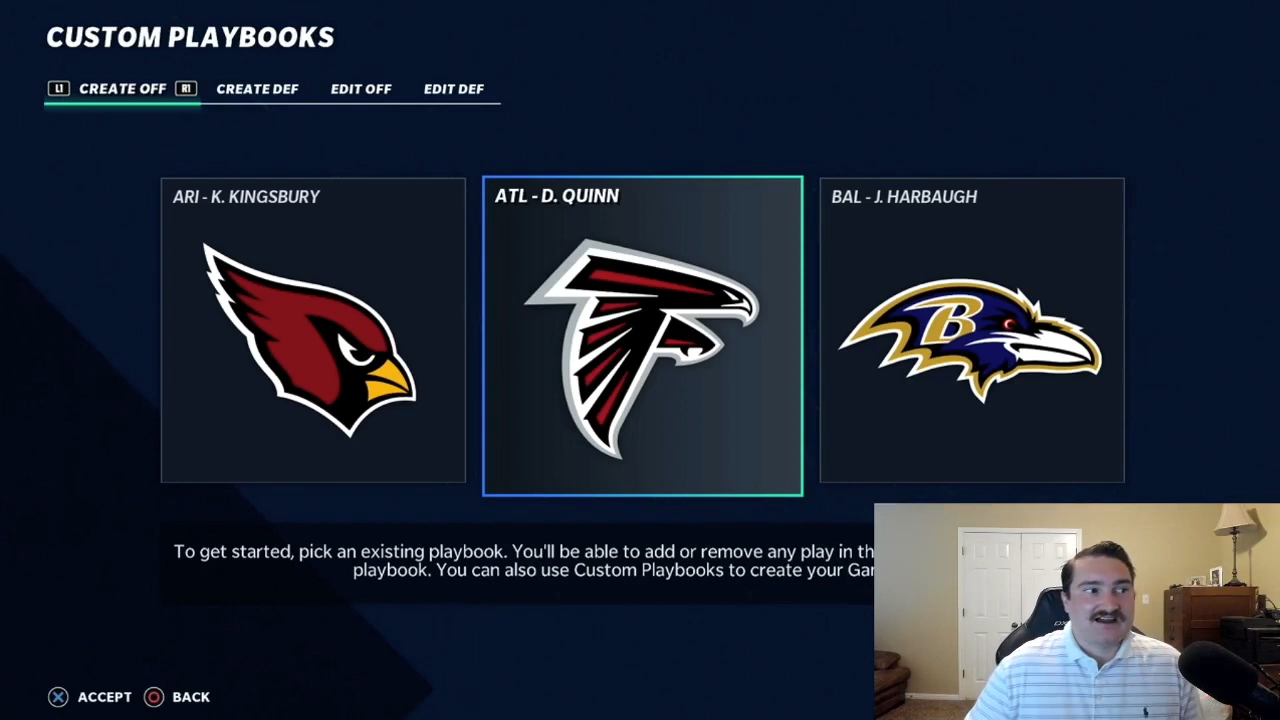 CUSTOM PLAYBOOKS
L1 CREATE OFF R1 CREATE DEF EDIT OFF EDIT DEF
ARI - K. KINGSBURY
ATL - D. QUINN
BAL - J. HARBAUGH
B
To get started, pick an existing playbook. You'll be able to add or remove any play in th
playbook. You can also use Custom Playbooks to create your Gar
ACCEPT BACK